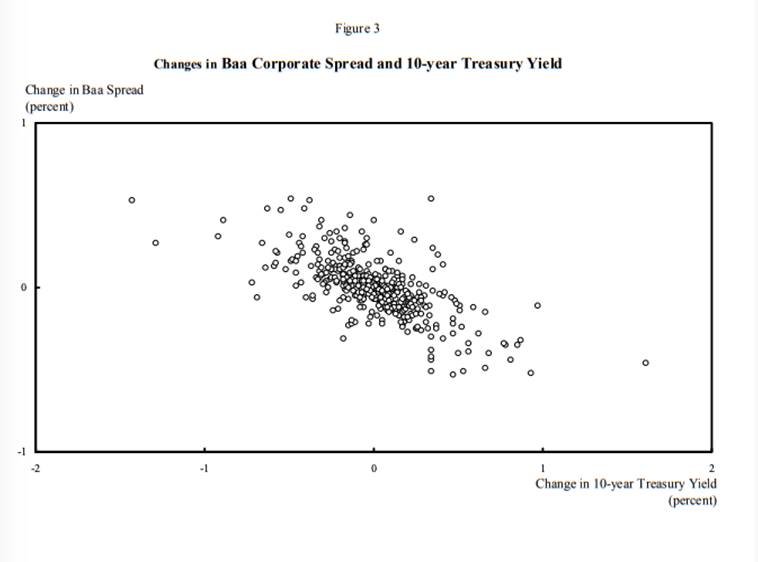 Figure 3
Changes in Baa Corporate Spread and 10-year Treasury Yield
Change in Baa Spread
(percent)
1
0
-1
-2 -1 0 1 2
Change in 10-year Treasury Yield
(percent)